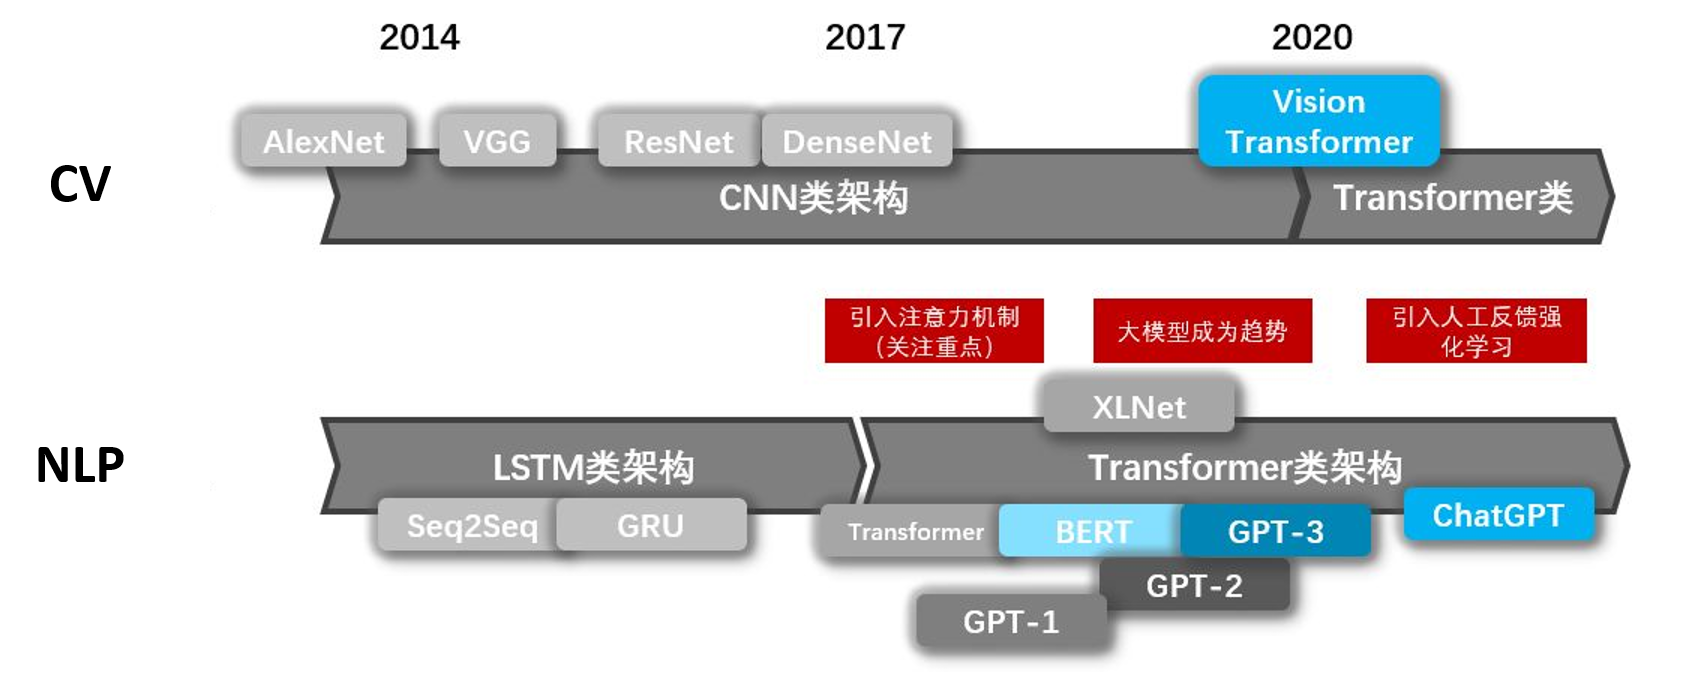 2014
2017
2020
AlexNet
VGG
ResNet
DenseNet
Vision
Transformer
CV
CNN类架构
Transformer类
引入注意力机制
（关注重点）
大模型成为趋势
引入人工反馈强
化学习
XLNet
NLP
LSTM类架构
Transformer类架构
Seq2Seq
GRU
Transformer
BERT
GPT-3
ChatGPT
GPT-2
GPT-1